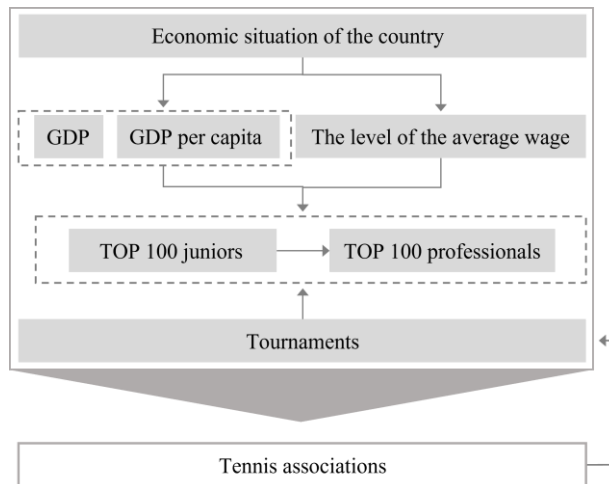 Economic situation of the country
GDP
GDP per capita
The level of the average wage
TOP 100 juniors
TOP 100 professionals
Tournaments
Tennis associations